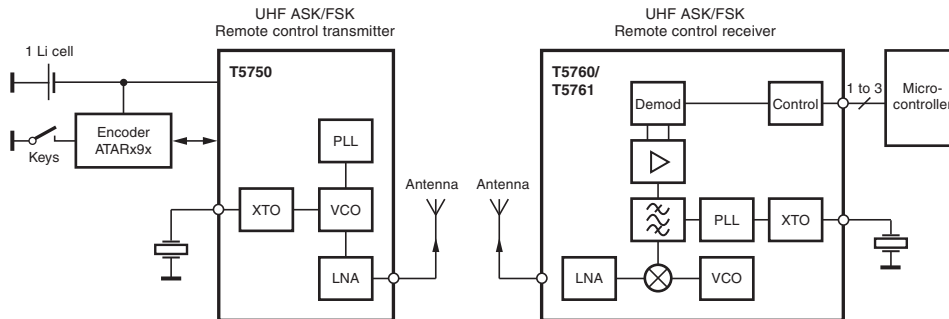 UHF ASK/FSK
Remote control transmitter
1 Li cell
T5750
Encoder
ATARx9x
Keys
PLL
XTO
VCO
LNA
Antenna
UHF ASK/FSK
Remote control receiver
T5760/
T5761
Demod
Control
1 to 3
Micro-
controller
Antenna
PLL
XTO
LNA
VCO